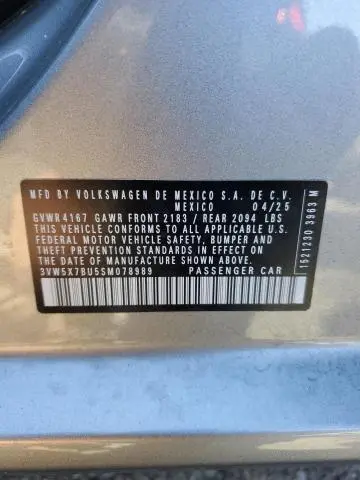 MFD BY VOLKSWAGEN DE MEXICO S.A. DE C.V.
MEXICO 04/25
GVWR 4167 GAWR FRONT 2183 / REAR 2094 LBS
THIS VEHICLE CONFORMS TO ALL APPLICABLE U.S.
FEDERAL MOTOR VEHICLE SAFETY, BUMPER AND
THEFT PREVENTION STANDARDS IN EFFECT ON
THE DATE OF MANUFACTURE SHOWN ABOVE.
3VW5X7BU5SM078989 PASSENGER CAR
1521230 3963 M